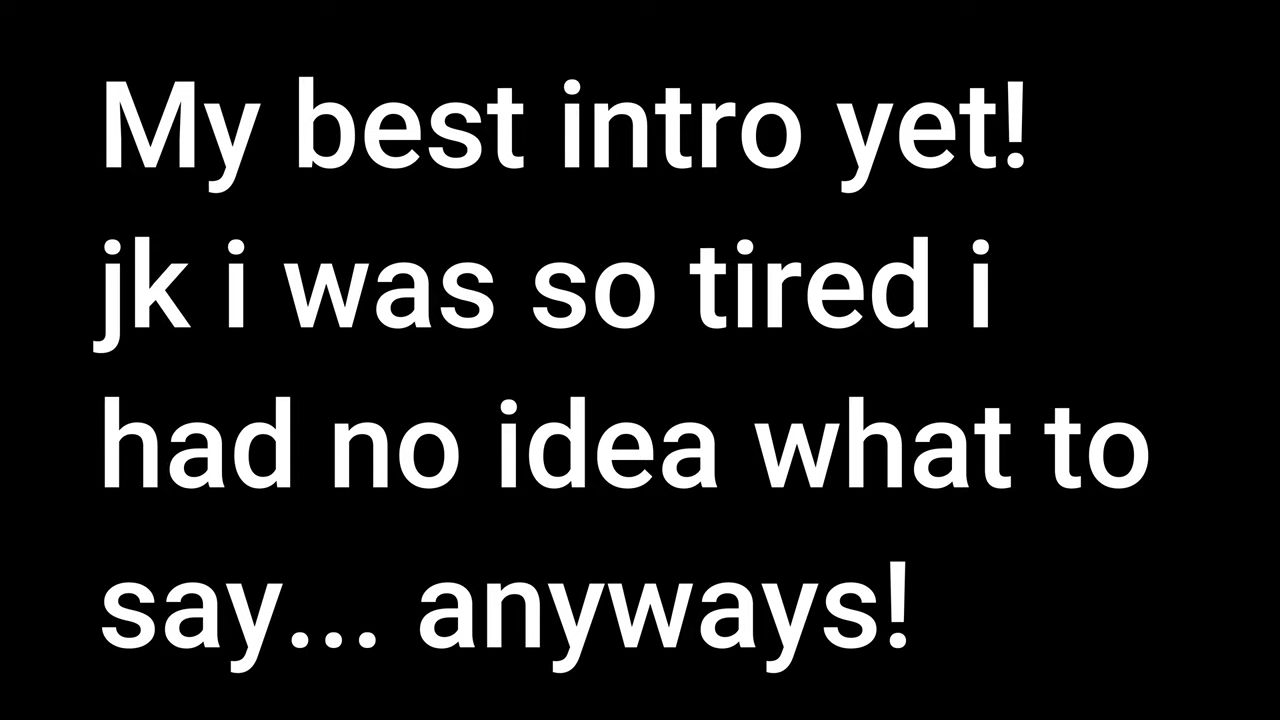 My best intro yet!
jk i was so tired i
had no idea what to
say... anyways!